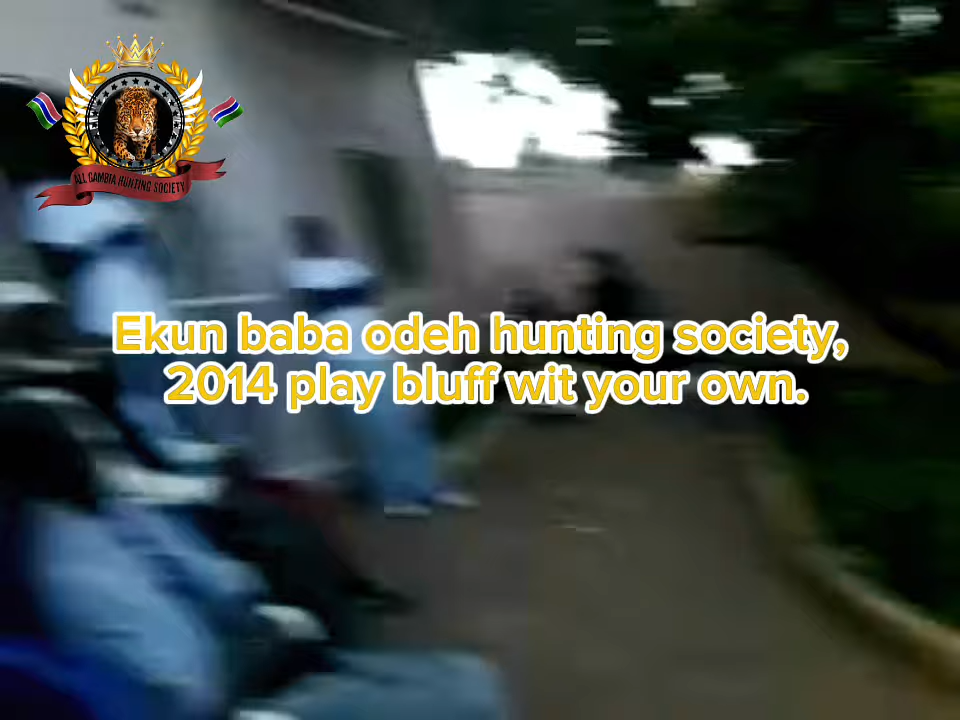 ALL GAMBIA HUNTING SOCIETY
Ekun baba odeh hunting society,
2014 play bluff wit your own.